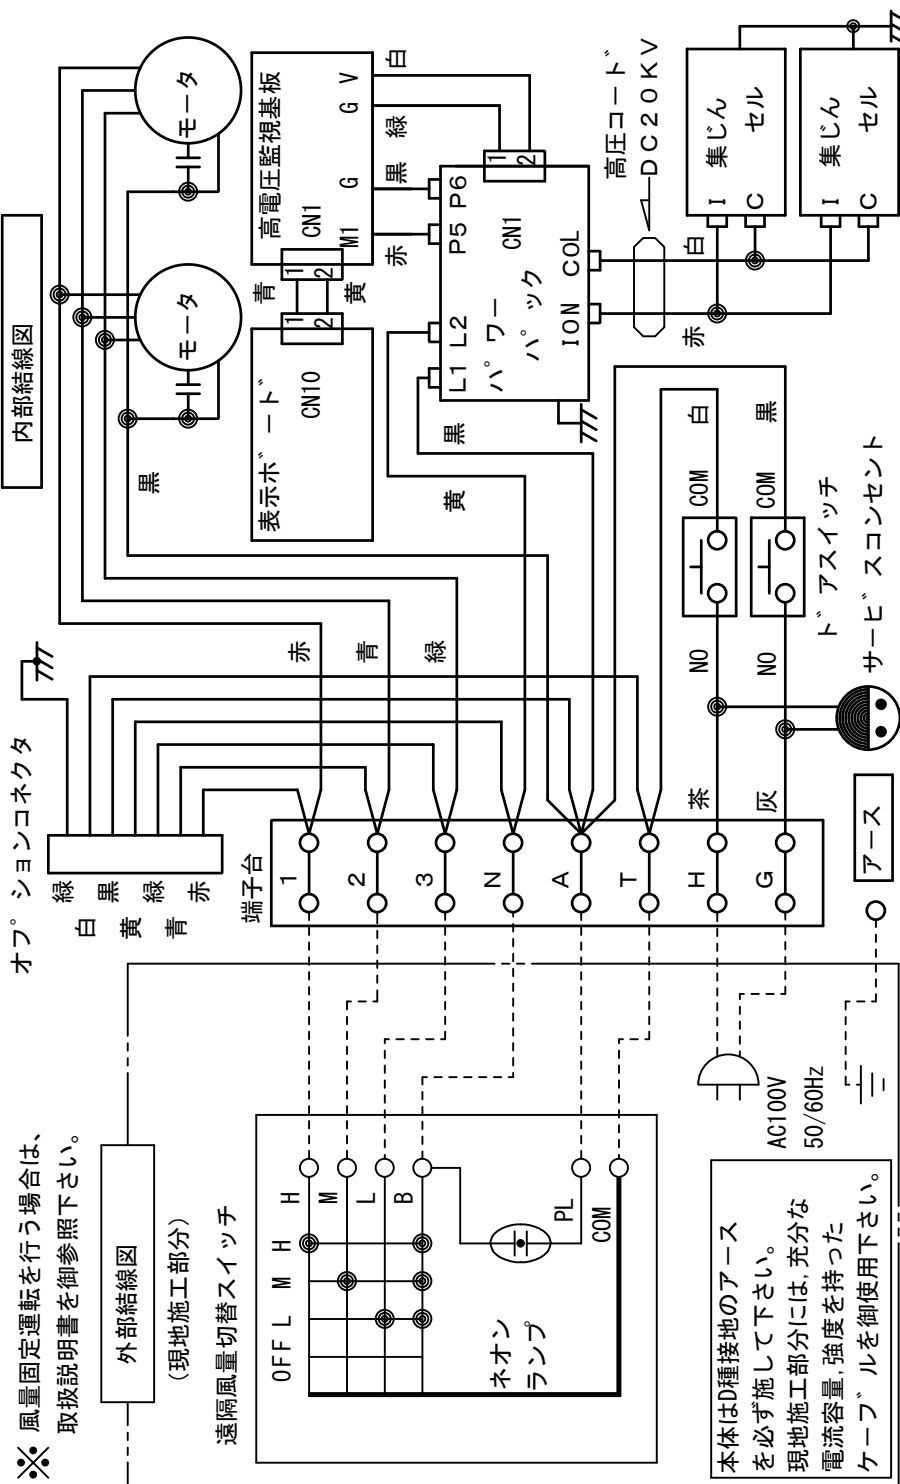 ※ 風量固定運転を行う場合は、
取扱説明書を御参照下さい。
外部結線図
(現地施工部分)
遠隔風量切替スイッチ
OFF L M H
H
M
L
B
PL
COM
ネオン
ランプ
本体はD種接地のアース
を必ず施して下さい。
現地施工部分には,充分な
電流容量,強度を持った
ケーブルを御使用下さい。
AC100V
50/60Hz
アース
オプションコネクタ
緑
白
黒
黄
緑
青
赤
端子台
1
2
3
N
A
T
H
G
茶
灰
サービスコンセント
ドアスイッチ
NO
COM
白
NO
COM
黒
赤
青
緑
内部結線図
黒
モータ
モータ
表示ボード
CN10
1
2
青
黄
1
2
高電圧監視基板
CN1
M1
G
G
V
赤
黒
緑
白
黄
黒
L1
L2
P5
P6
パワー
パック
CN1
1
2
ION
COL
高圧コード
DC20KV
赤
白
I
C
集じん
セル
I
C
集じん
セル